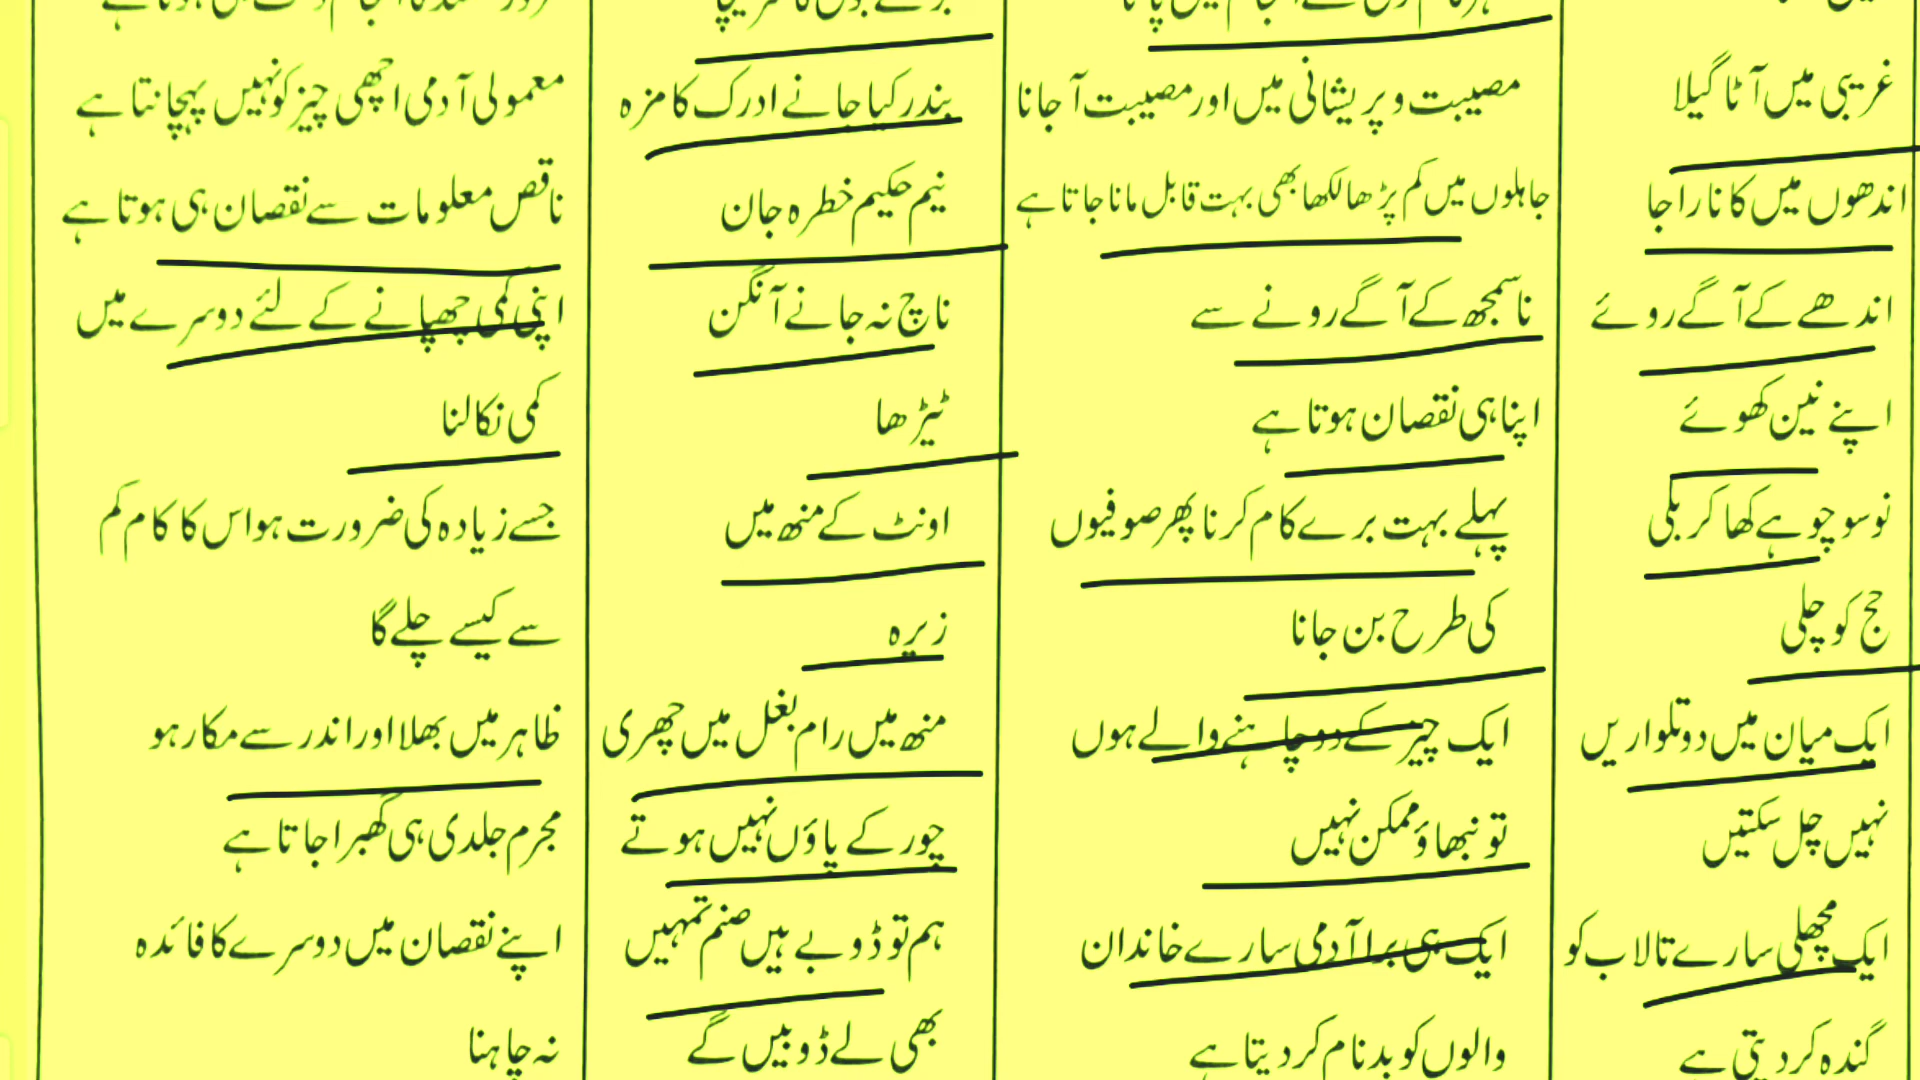 غریبی میں آٹا گیلا مصیبت و پریشانی میں اور مصیبت آجانا بندر کیا جانے ادرک کا مزہ معمولی آدمی اچھی چیز کو نہیں پہچانتا ہے
اندھوں میں کانا راجا جاہلوں میں کم پڑھا لکھا بھی بہت قابل مانا جاتا ہے نیم حکیم خطرہ جان ناقص معلومات سے نقصان ہی ہوتا ہے
اندھے کے آگے روئے ناسمجھ کے آگے رونے سے ناچ نہ جانے آنگن اپنی کمی چھپانے کے لئے دوسرے میں
اپنے نین کھوئے اپنا ہی نقصان ہوتا ہے ٹیڑھا کمی نکالنا
نوسو چوہے کھا کر بلی پہلے بہت برے کام کرنا پھر صوفیوں اونٹ کے منھ میں جسے زیادہ کی ضرورت ہو اس کا کام کم
حج کو چلی کی طرح بن جانا زیرہ سے کیسے چلے گا
ایک میان میں دو تلواریں ایک چیز کے دو چاہنے والے ہوں منھ میں رام بغل میں چھری ظاہر میں بھلا اور اندر سے مکار ہو
نہیں چل سکتیں تو نبھاؤ ممکن نہیں چور کے پاؤں نہیں ہوتے مجرم جلدی ہی گھبرا جاتا ہے
ایک مچھلی سارے تالاب کو ایک ہی برا آدمی سارے خاندان ہم تو ڈوبے ہیں صنم تمہیں اپنے نقصان میں دوسرے کا فائدہ
گندہ کر دیتی ہے والوں کو بدنام کر دیتا ہے بھی لے ڈوبیں گے نہ چاہنا